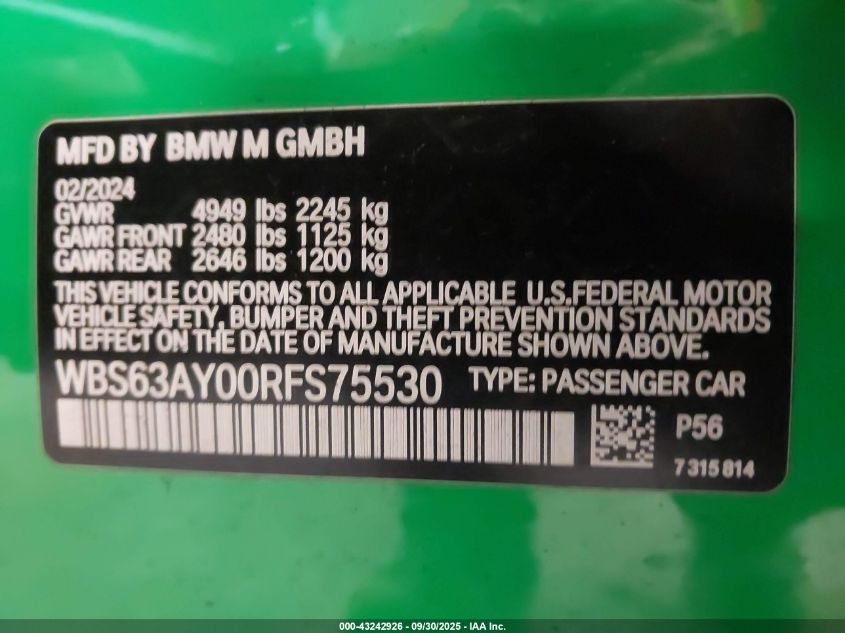 MFD BY BMW M GMBH
02/2024
GVWR 4949 lbs 2245 kg
GAWR FRONT 2480 lbs 1125 kg
GAWR REAR 2646 lbs 1200 kg
THIS VEHICLE CONFORMS TO ALL APPLICABLE U.S.FEDERAL MOTOR
VEHICLE SAFETY, BUMPER AND THEFT PREVENTION STANDARDS
IN EFFECT ON THE DATE OF MANUFACTURE SHOWN ABOVE.
WBS63AY00RFS75530 TYPE: PASSENGER CAR
P56
7315814
000-43242926 - 09/30/2025 - IAA Inc.